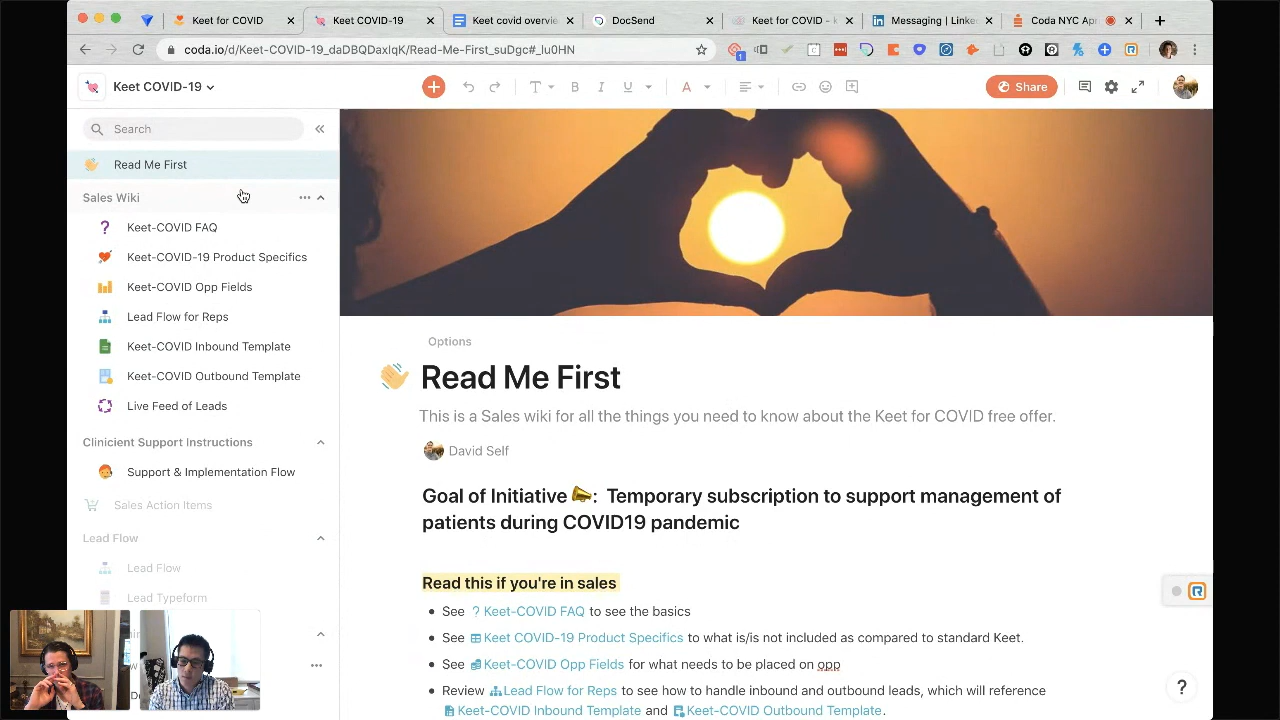 Keet for COVID
Keet COVID-19
Keet covid overvie
DocSend
Keet for COVID - k
Messaging | Linke
Coda NYC Apr
coda.io/d/Keet-COVID-19_daDBQDaxlqK/Read-Me-First_suDgc#_lu0HN
Keet COVID-19
T
B
I
U
A
Share
Search
Read Me First
Sales Wiki
Keet-COVID FAQ
Keet-COVID-19 Product Specifics
Keet-COVID Opp Fields
Lead Flow for Reps
Keet-COVID Inbound Template
Keet-COVID Outbound Template
Live Feed of Leads
Clinicient Support Instructions
Support & Implementation Flow
Sales Action Items
Lead Flow
Lead Flow
Lead Typeform
Options
Read Me First
This is a Sales wiki for all the things you need to know about the Keet for COVID free offer.
David Self
Goal of Initiative : Temporary subscription to support management of
patients during COVID19 pandemic
Read this if you're in sales
See ? Keet-COVID FAQ to see the basics
See Keet COVID-19 Product Specifics to what is/is not included as compared to standard Keet.
See Keet-COVID Opp Fields for what needs to be placed on opp
Review Lead Flow for Reps to see how to handle inbound and outbound leads, which will reference
Keet-COVID Inbound Template and Keet-COVID Outbound Template.
?